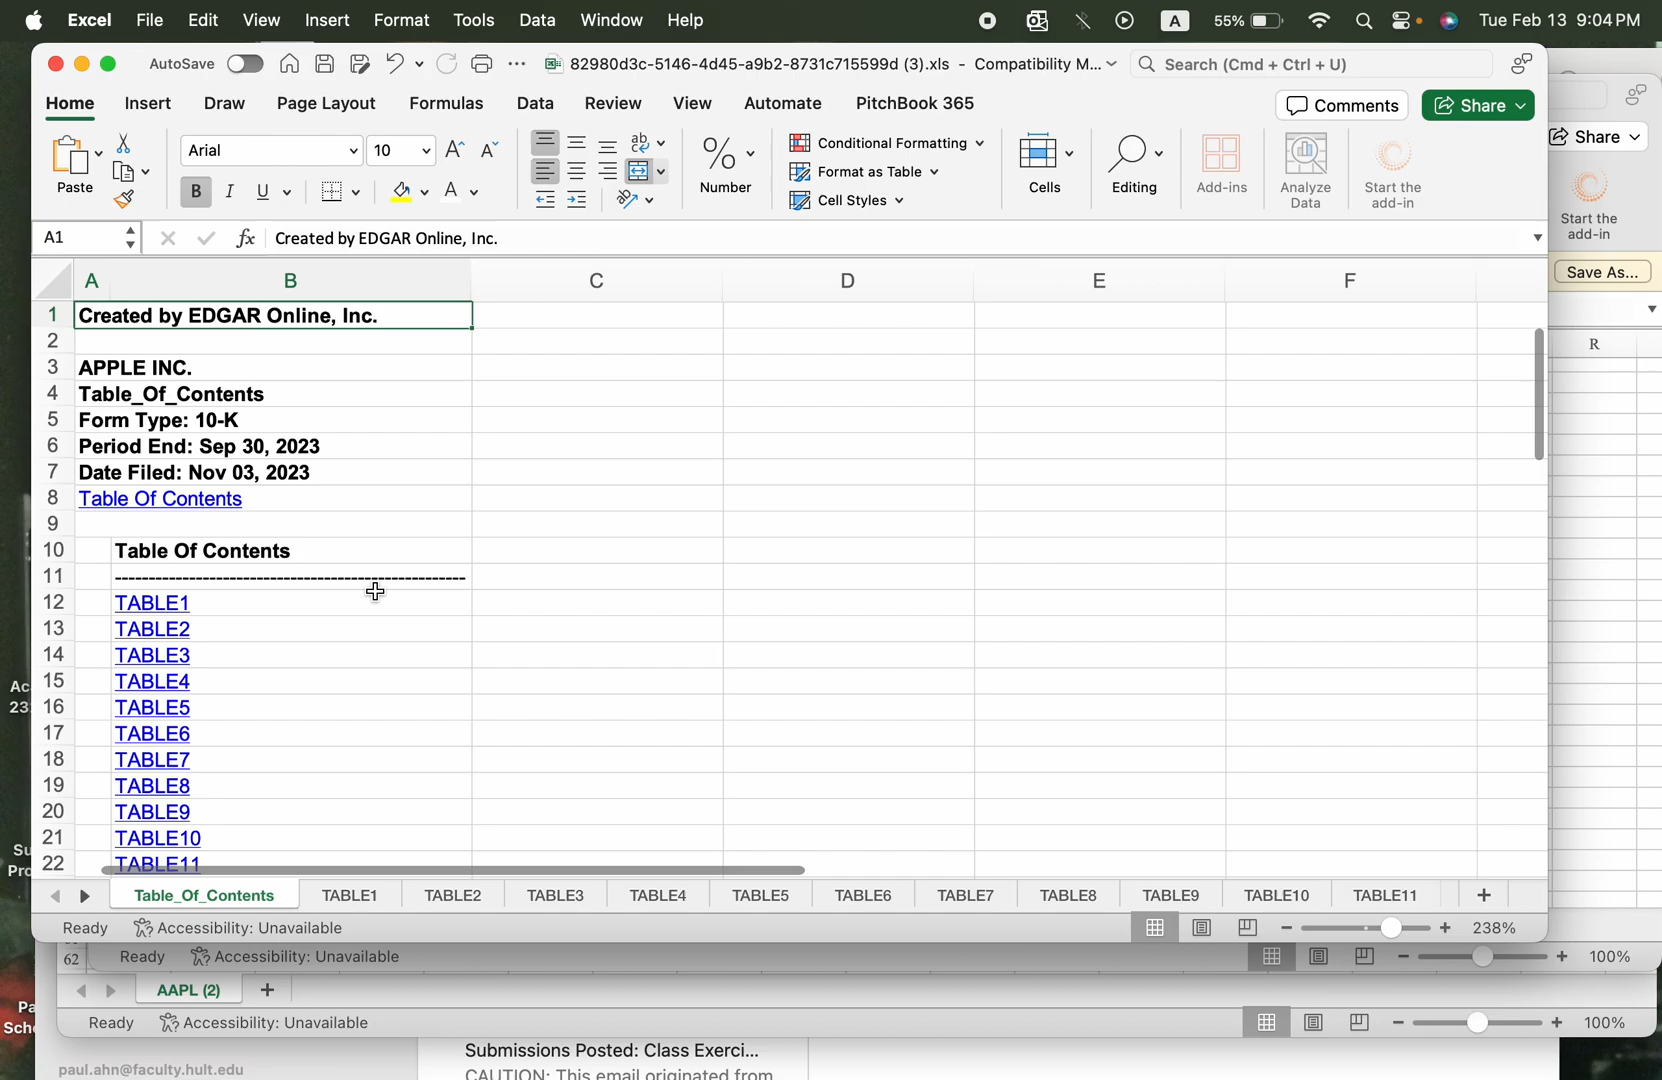 Excel File Edit View Insert Format Tools Data Window Help A 55% Tue Feb 13 9:04 PM
AutoSave 82980d3c-5146-4d45-a9b2-8731c715599d (3).xls - Compatibility M... Search (Cmd + Ctrl + U)
Home Insert Draw Page Layout Formulas Data Review View Automate PitchBook 365 Comments Share
Share
Paste Arial 10 B I U A ab % Number
Conditional Formatting
Format as Table
Cell Styles
Cells Editing Add-ins Analyze Data Start the add-in
Start the add-in
Save As...
A1 fx Created by EDGAR Online, Inc.
A B C D E F
R
1 Created by EDGAR Online, Inc.
2
3 APPLE INC.
4 Table_Of_Contents
5 Form Type: 10-K
6 Period End: Sep 30, 2023
7 Date Filed: Nov 03, 2023
8 Table Of Contents
9
10 Table Of Contents
11 ----------------------------------------------------
12 TABLE1
13 TABLE2
14 TABLE3
15 TABLE4
16 TABLE5
17 TABLE6
18 TABLE7
19 TABLE8
20 TABLE9
21 TABLE10
22 TABLE11
Ac
23
Su
Pro
Pa
Sch
Table_Of_Contents TABLE1 TABLE2 TABLE3 TABLE4 TABLE5 TABLE6 TABLE7 TABLE8 TABLE9 TABLE10 TABLE11 +
Ready Accessibility: Unavailable 238%
62 Ready Accessibility: Unavailable 100%
AAPL (2) +
Ready Accessibility: Unavailable 100%
Submissions Posted: Class Exerci...
paul.ahn@faculty.hult.edu
CAUTION: This email originated from